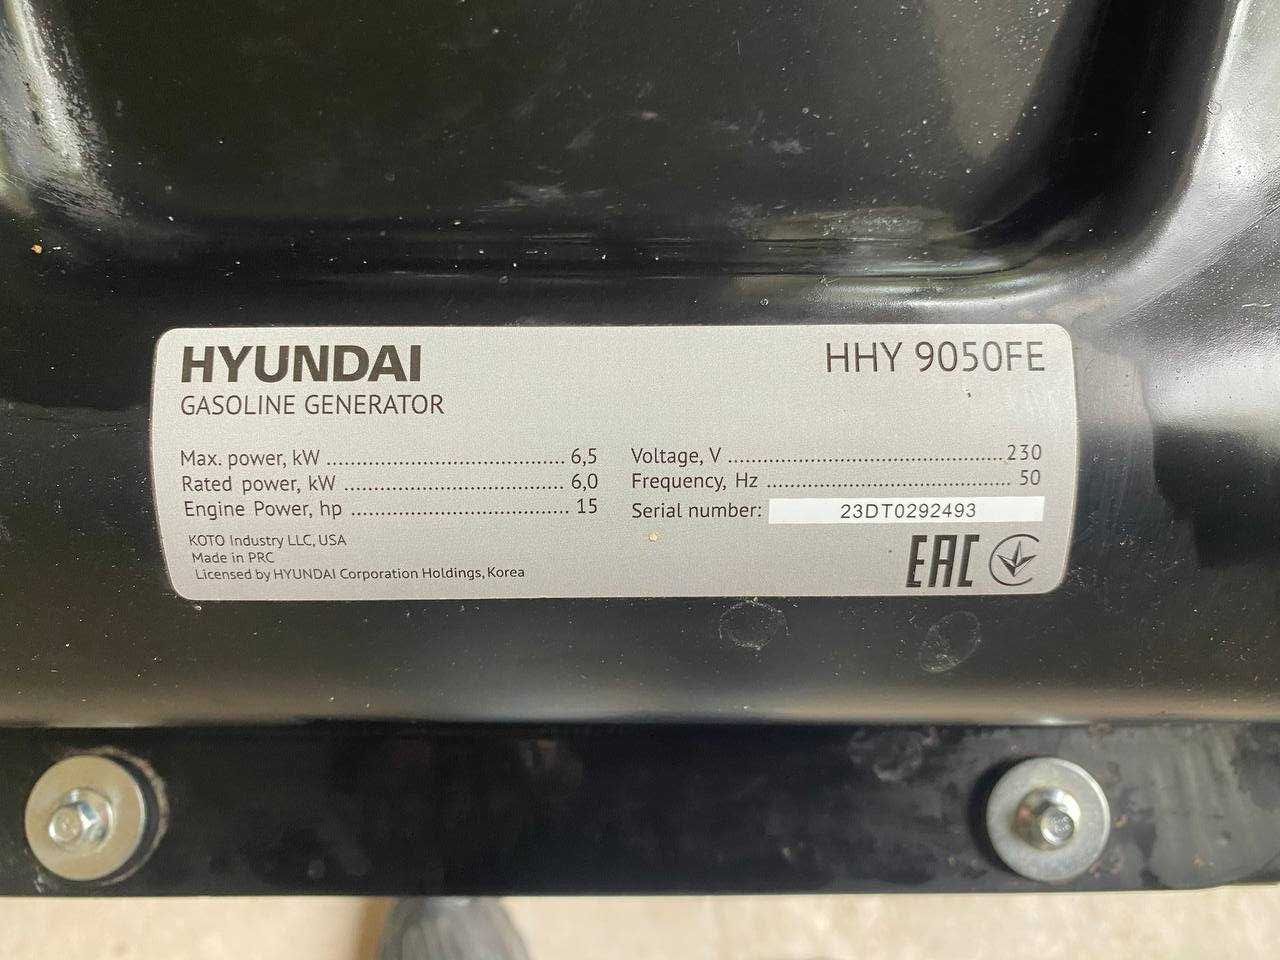 HYUNDAI
HHY 9050FE
GASOLINE GENERATOR
Max. power, kW ........................................ 6,5
Rated power, kW ..................................... 6,0
Engine Power, hp ..................................... 15
Voltage, V ...............................................230
Frequency, Hz .......................................... 50
Serial number: 23DT0292493
KOTO Industry LLC, USA
Made in PRC
Licensed by HYUNDAI Corporation Holdings, Korea
EAC